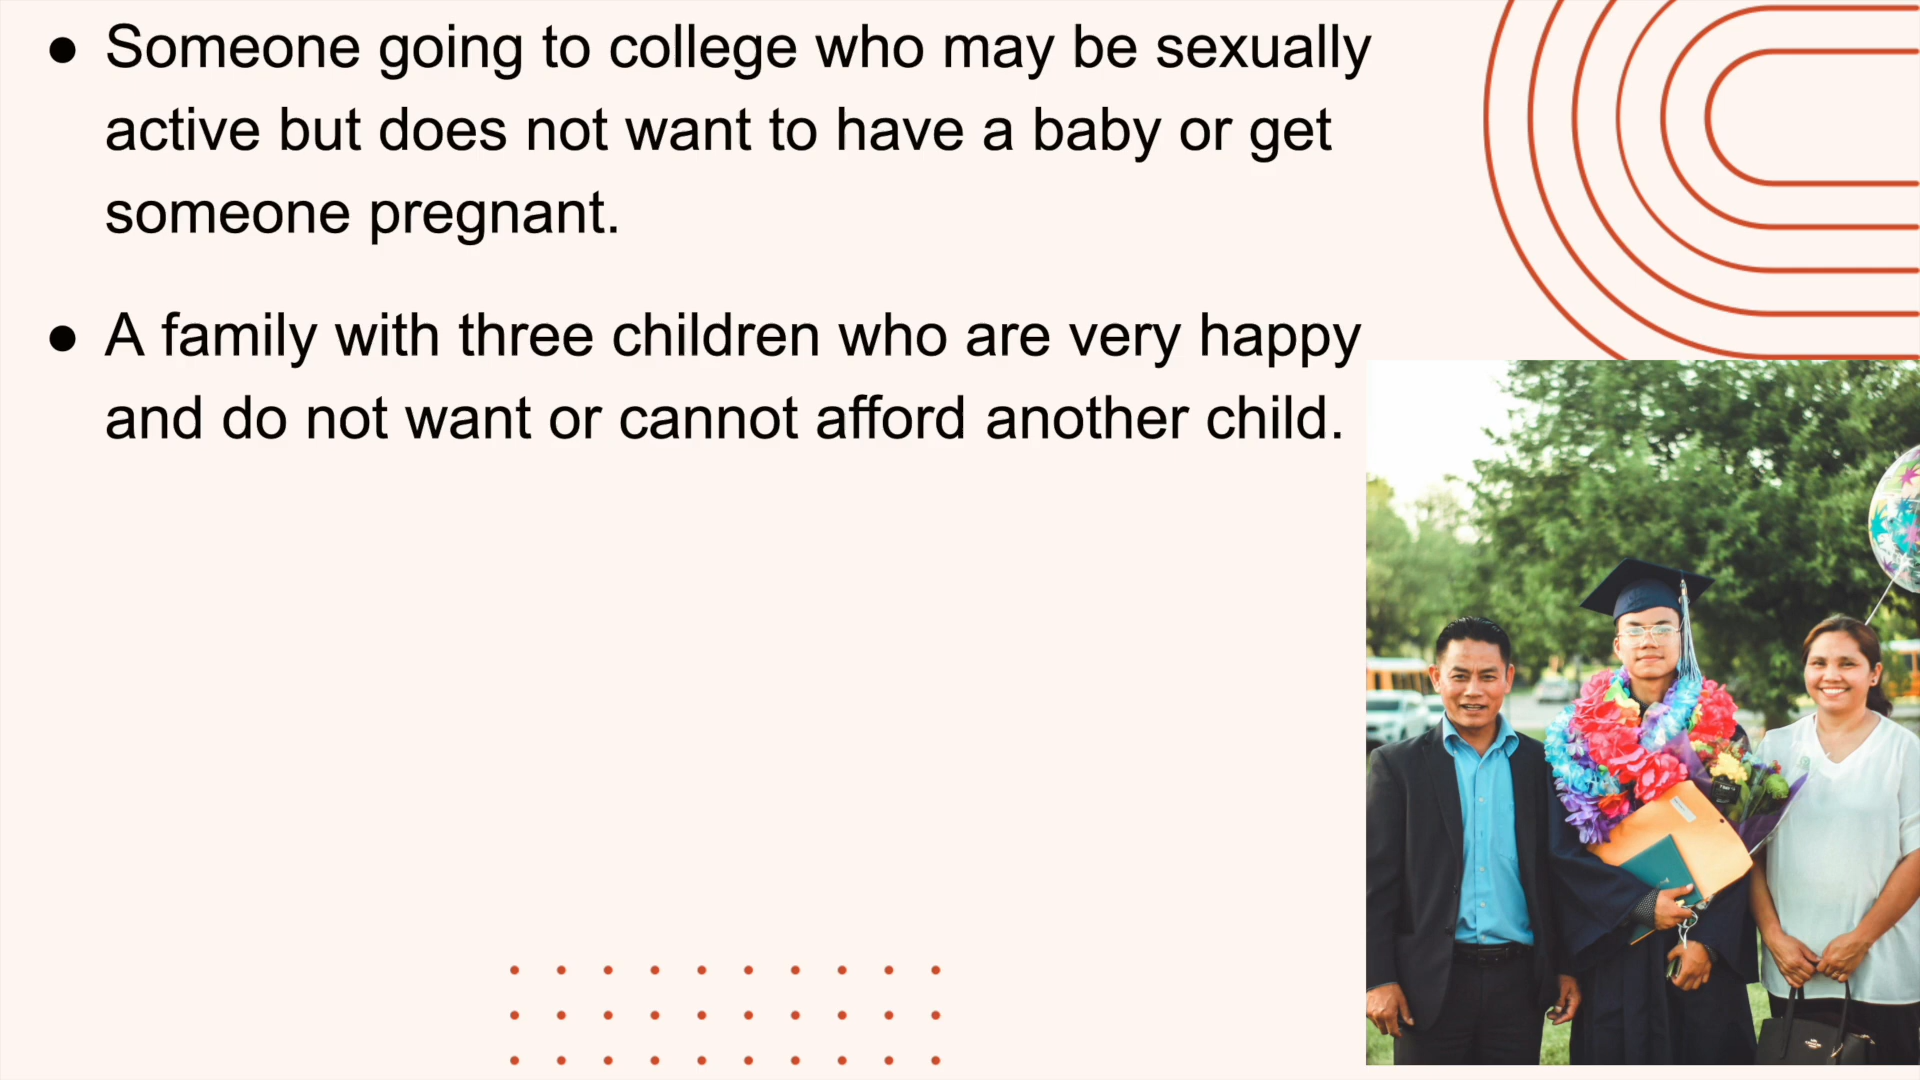 ● Someone going to college who may be sexually
active but does not want to have a baby or get
someone pregnant.
● A family with three children who are very happy
and do not want or cannot afford another child.